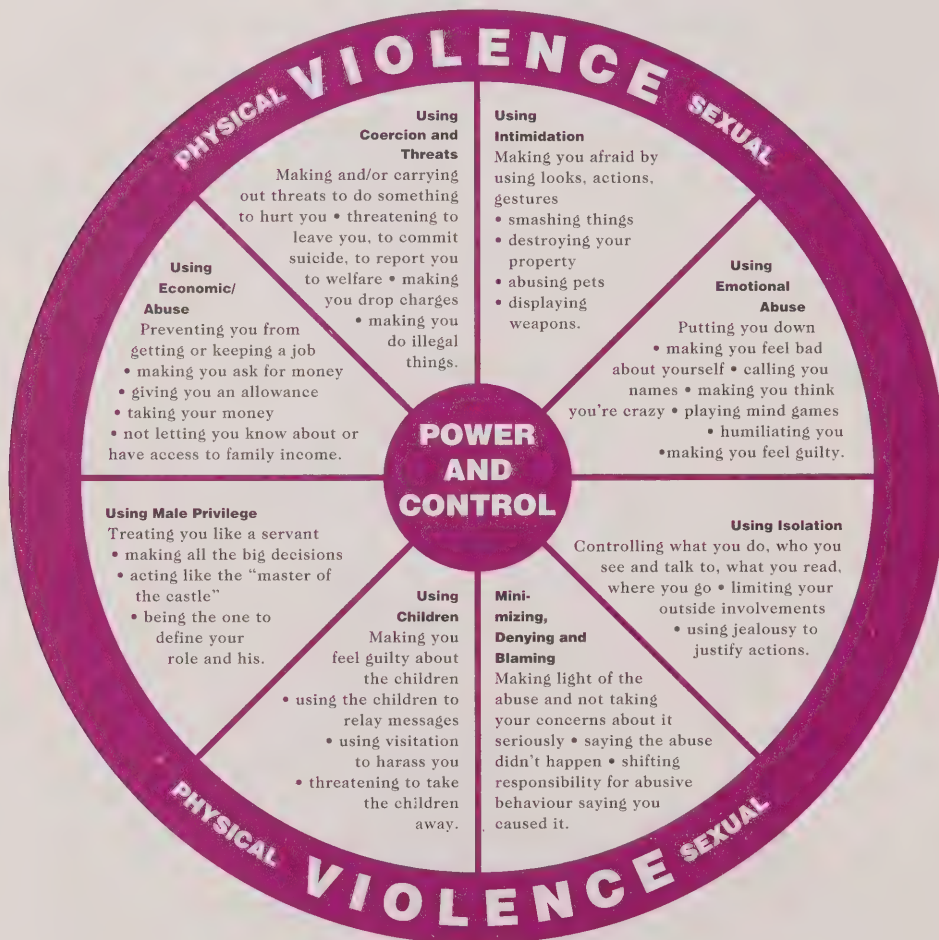 PHYSICAL VIOLENCE SEXUAL
Using
Coercion and
Threats
Making and/or carrying
out threats to do something
to hurt you • threatening to
leave you, to commit
suicide, to report you
to welfare • making
you drop charges
• making you
do illegal
things.
Using
Intimidation
Making you afraid by
using looks, actions,
gestures
• smashing things
• destroying your
property
• abusing pets
• displaying
weapons.
Using
Economic/
Abuse
Preventing you from
getting or keeping a job
• making you ask for money
• giving you an allowance
• taking your money
• not letting you know about or
have access to family income.
Using
Emotional
Abuse
Putting you down
• making you feel bad
about yourself • calling you
names • making you think
you're crazy • playing mind games
• humiliating you
•making you feel guilty.
POWER
AND
CONTROL
Using Male Privilege
Treating you like a servant
• making all the big decisions
• acting like the “master of
the castle”
• being the one to
define your
role and his.
Using Isolation
Controlling what you do, who you
see and talk to, what you read,
where you go • limiting your
outside involvements
• using jealousy to
justify actions.
Using
Children
Making you
feel guilty about
the children
• using the children to
relay messages
• using visitation
to harass you
• threatening to take
the children
away.
Mini-
mizing,
Denying and
Blaming
Making light of the
abuse and not taking
your concerns about it
seriously • saying the abuse
didn't happen • shifting
responsibility for abusive
behaviour saying you
caused it.
PHYSICAL VIOLENCE SEXUAL